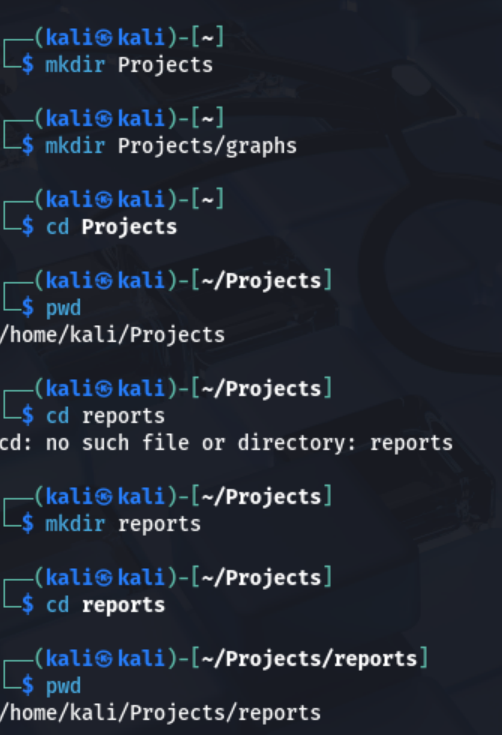 ┌──(kali㉿kali)-[~]
└─$ mkdir Projects
┌──(kali㉿kali)-[~]
└─$ mkdir Projects/graphs
┌──(kali㉿kali)-[~]
└─$ cd Projects
┌──(kali㉿kali)-[~/Projects]
└─$ pwd
/home/kali/Projects
┌──(kali㉿kali)-[~/Projects]
└─$ cd reports
cd: no such file or directory: reports
┌──(kali㉿kali)-[~/Projects]
└─$ mkdir reports
┌──(kali㉿kali)-[~/Projects]
└─$ cd reports
┌──(kali㉿kali)-[~/Projects/reports]
└─$ pwd
/home/kali/Projects/reports